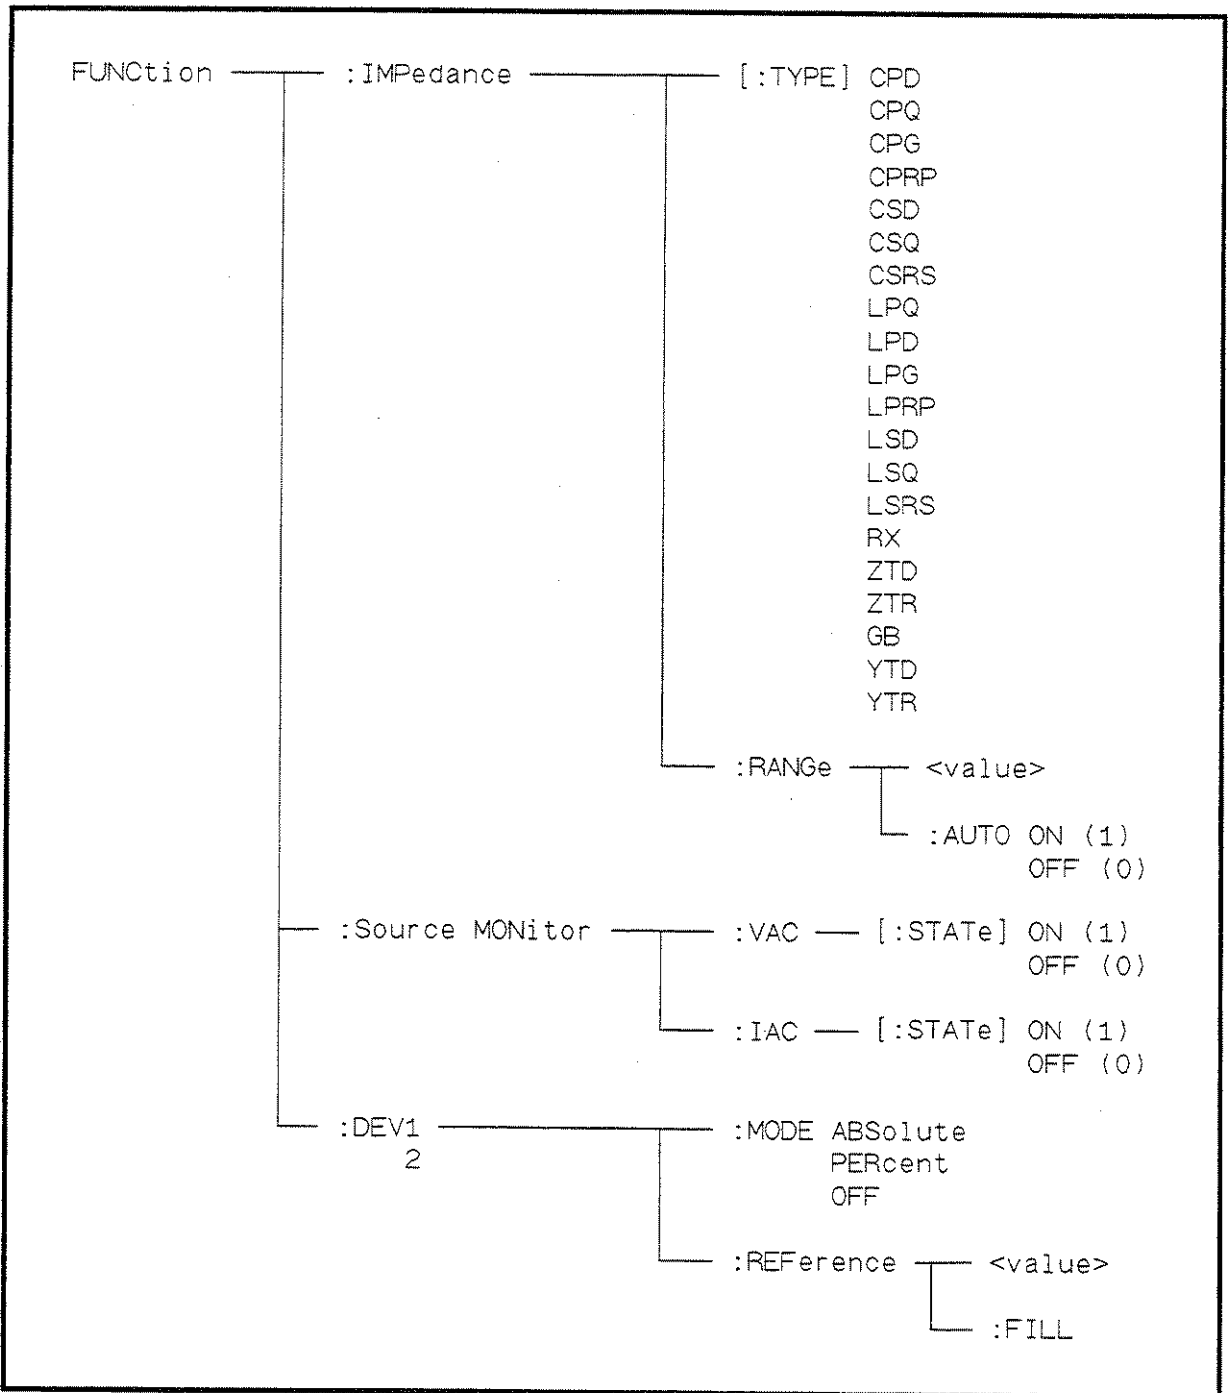 FUNCtion :IMPedance [:TYPE] CPD
CPQ
CPG
CPRP
CSD
CSQ
CSRS
LPQ
LPD
LPG
LPRP
LSD
LSQ
LSRS
RX
ZTD
ZTR
GB
YTD
YTR
:RANGe <value>
:AUTO ON (1)
OFF (0)
:Source MONitor :VAC [:STATe] ON (1)
OFF (0)
:IAC [:STATe] ON (1)
OFF (0)
:DEV1 :MODE ABSolute
2 PERcent
OFF
:REFerence <value>
:FILL